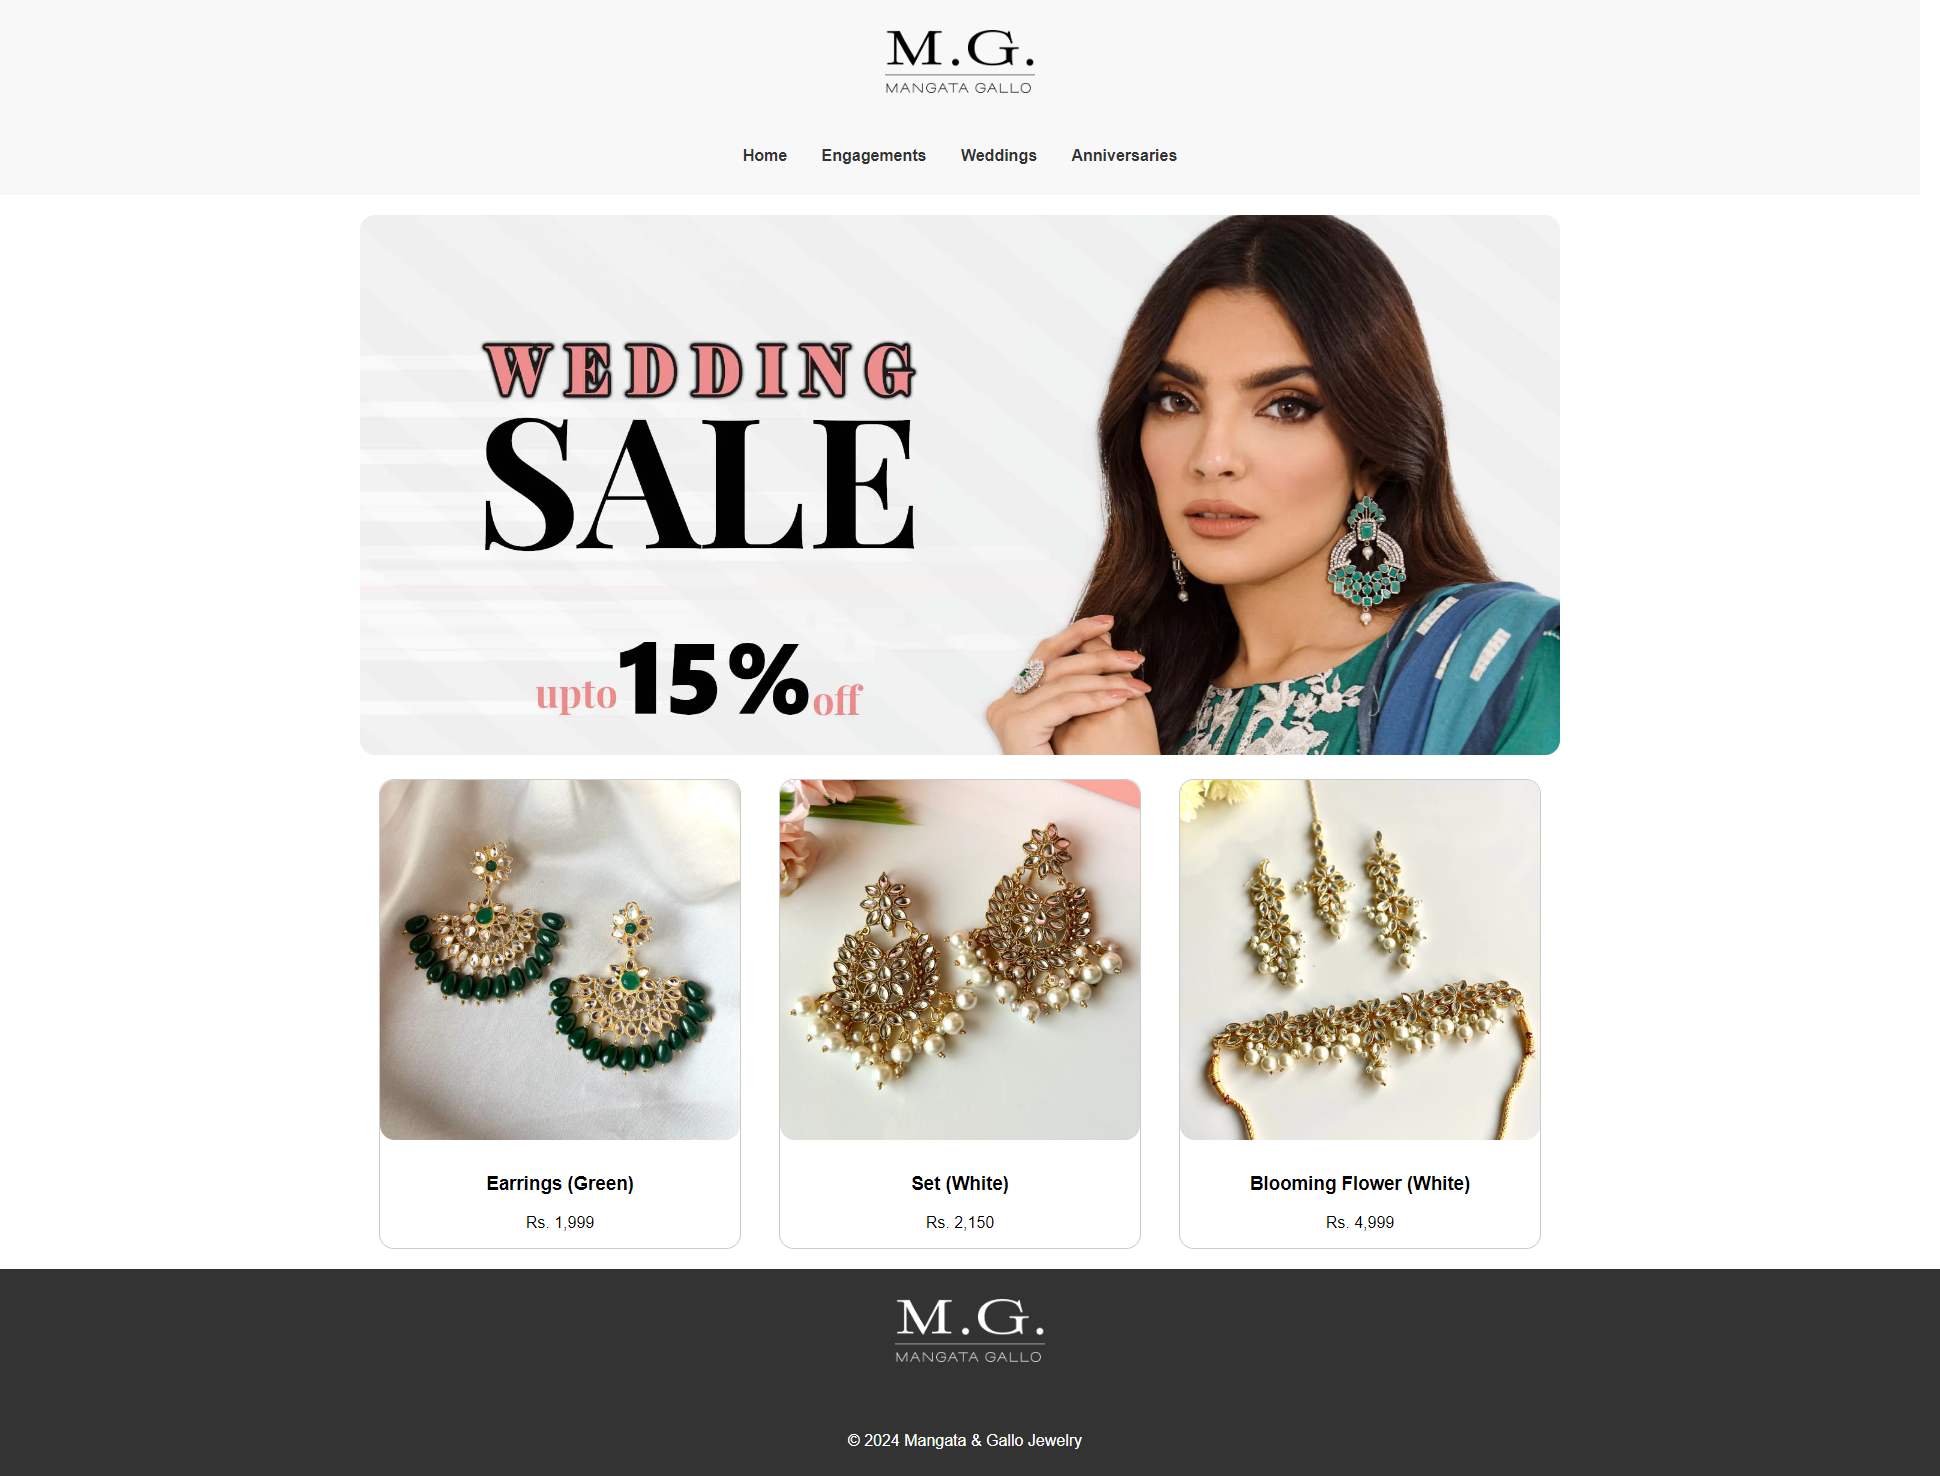 M.G.
MANGATA GALLO
Home Engagements Weddings Anniversaries
WEDDING
SALE
upto 15% off
Earrings (Green) Set (White) Blooming Flower (White)
Rs. 1,999 Rs. 2,150 Rs. 4,999
M.G.
MANGATA GALLO
© 2024 Mangata & Gallo Jewelry